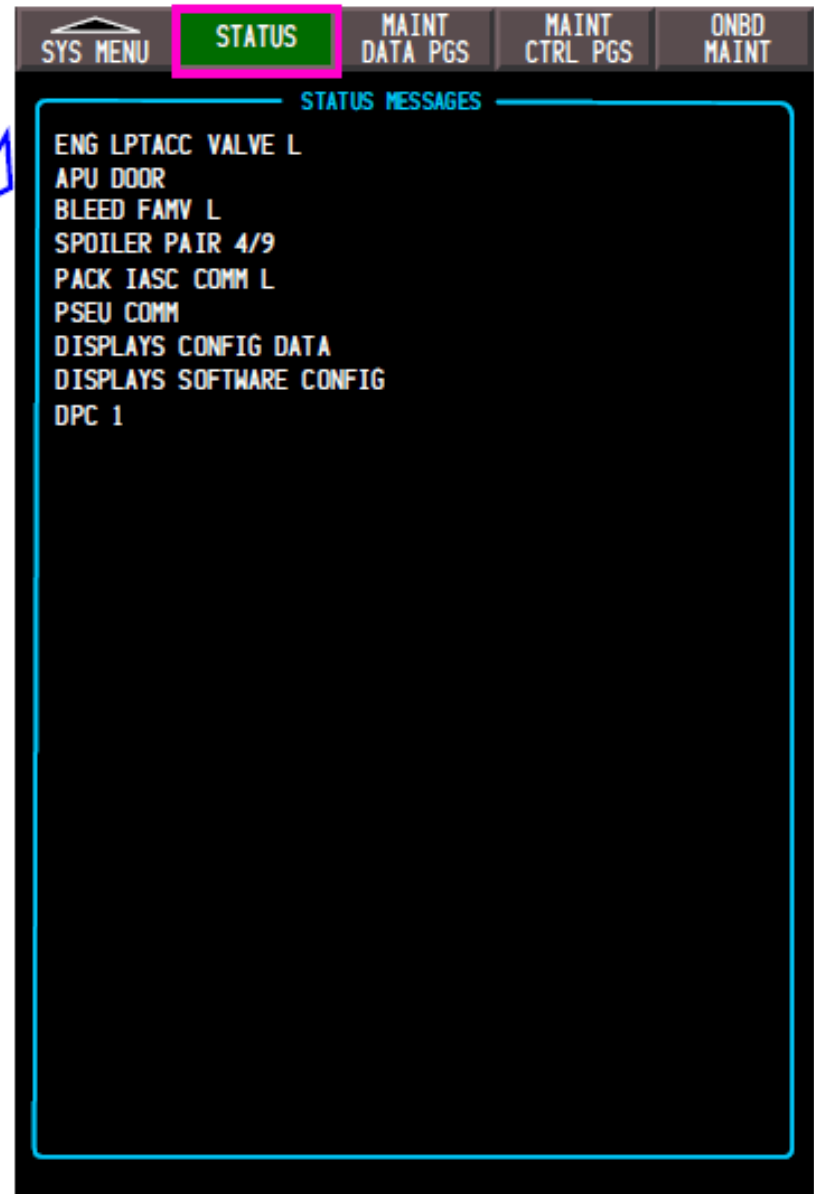 SYS MENU
STATUS
MAINT
DATA PGS
MAINT
CTRL PGS
ONBD
MAINT
STATUS MESSAGES
ENG LPTACC VALVE L
APU DOOR
BLEED FAMV L
SPOILER PAIR 4/9
PACK IASC COMM L
PSEU COMM
DISPLAYS CONFIG DATA
DISPLAYS SOFTWARE CONFIG
DPC 1